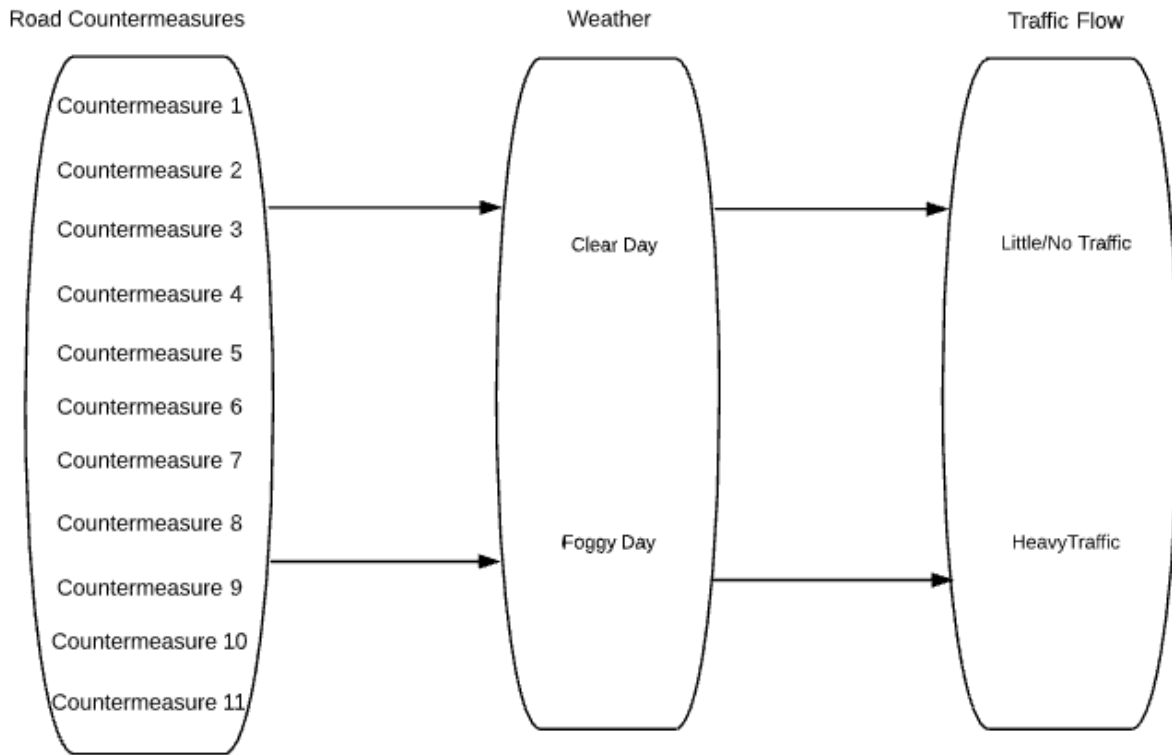 Road Countermeasures
Weather
Traffic Flow
Countermeasure 1
Countermeasure 2
Countermeasure 3
Countermeasure 4
Countermeasure 5
Countermeasure 6
Countermeasure 7
Countermeasure 8
Countermeasure 9
Countermeasure 10
Countermeasure 11
Clear Day
Foggy Day
Little/No Traffic
HeavyTraffic